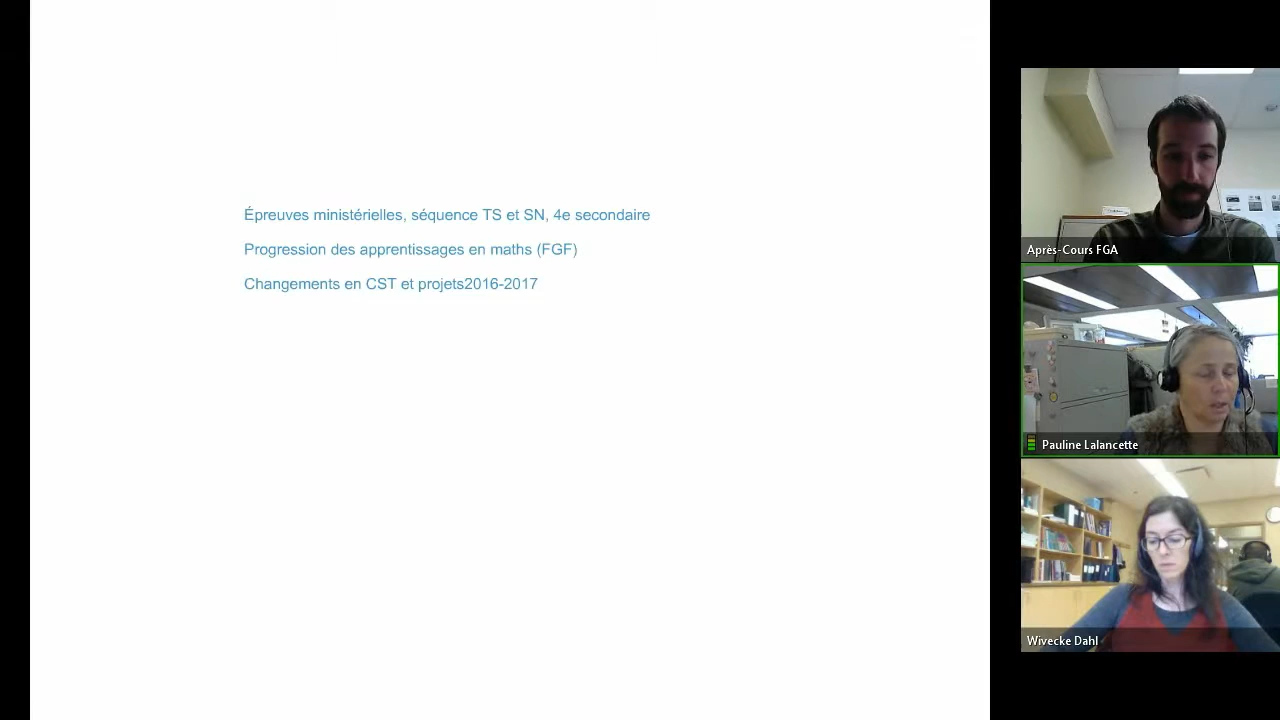 Épreuves ministérielles, séquence TS et SN, 4e secondaire
Progression des apprentissages en maths (FGF)
Changements en CST et projets2016-2017
Après-Cours FGA
Pauline Lalancette
Wivecke Dahl